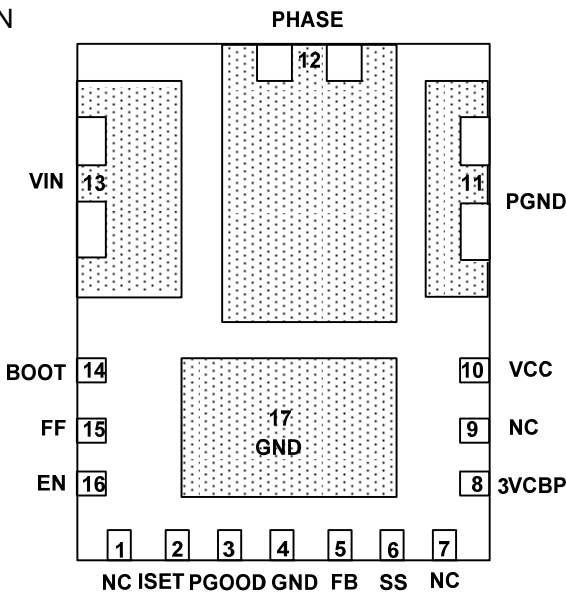 N
PHASE
12
VIN 13
11 PGND
BOOT 14
10 VCC
17
GND
FF 15
9 NC
EN 16
8 3VCBP
1 2 3 4 5 6 7
NC ISET PGOOD GND FB SS NC